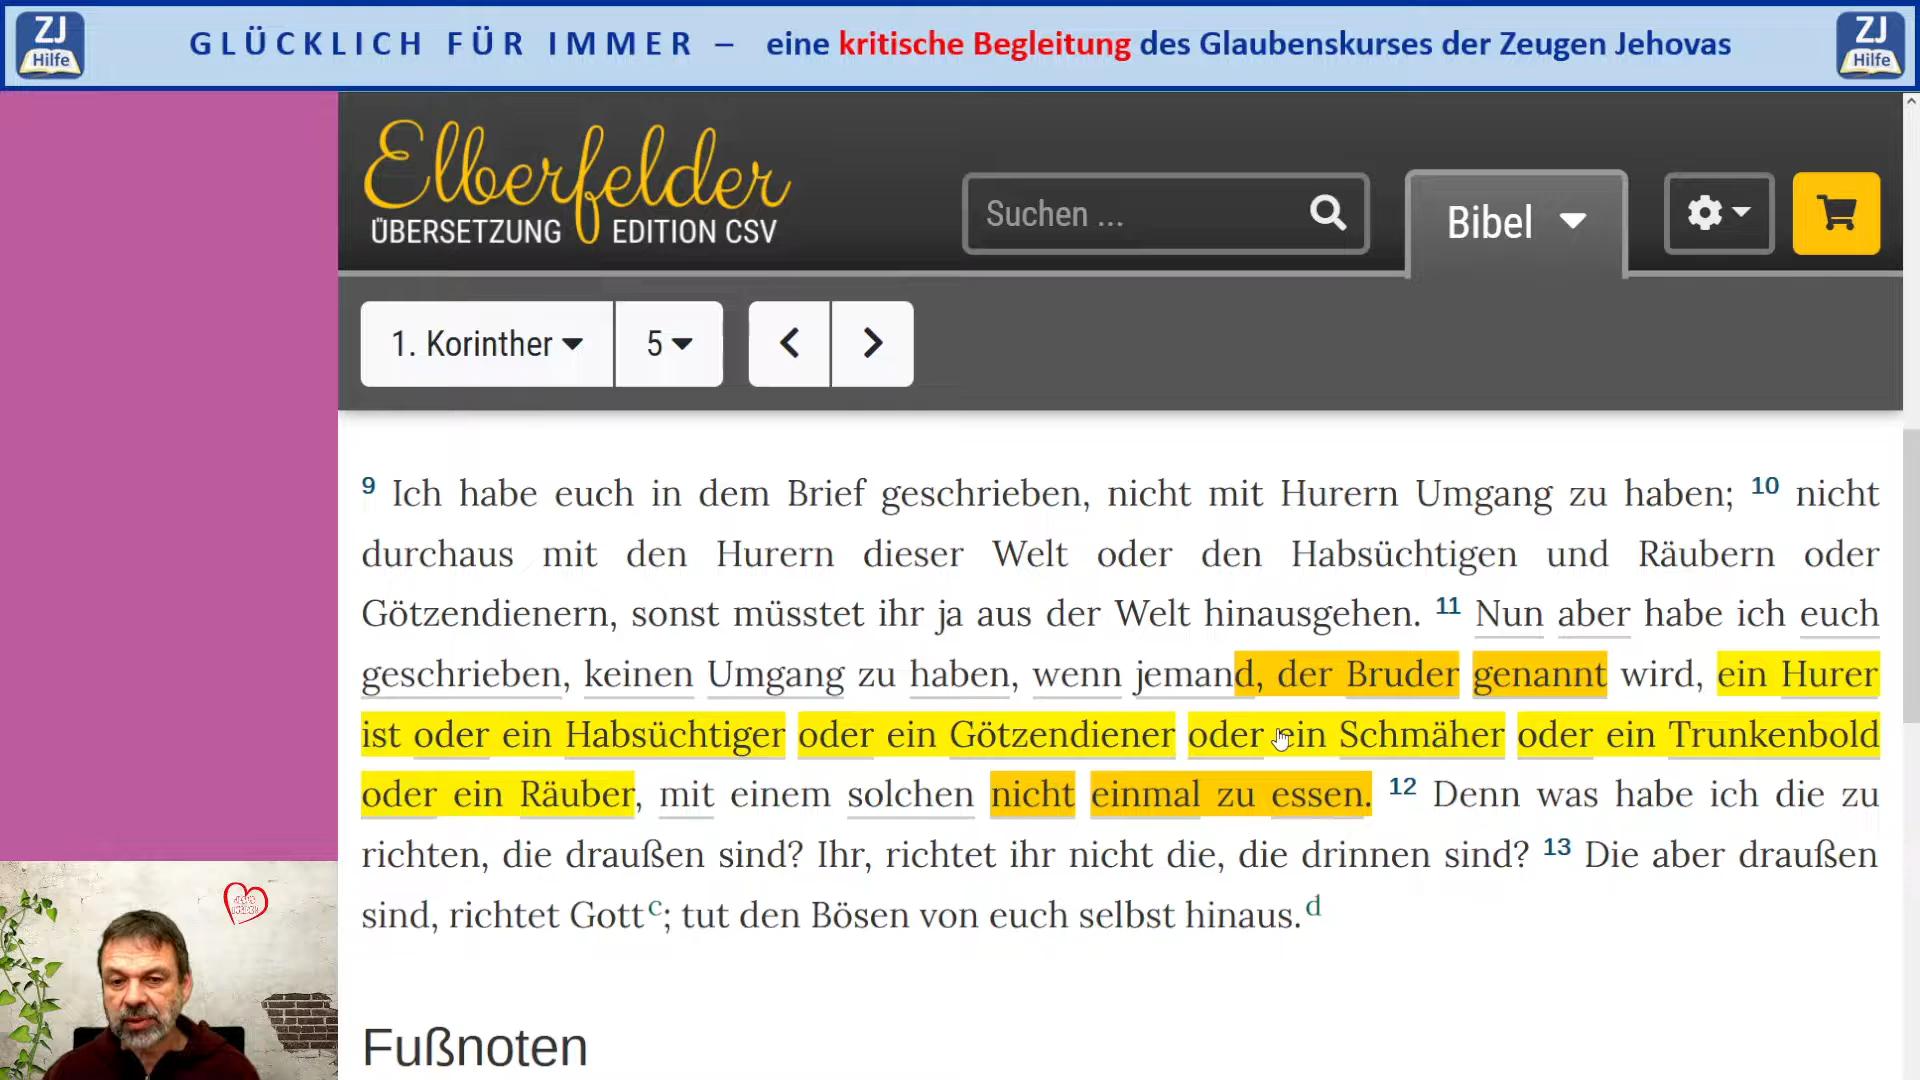 ZJ
Hilfe
GLÜCKLICH FÜR IMMER – eine kritische Begleitung des Glaubenskurses der Zeugen Jehovas
ZJ
Hilfe
Elberfelder
ÜBERSETZUNG EDITION CSV
Suchen ...
Bibel
1. Korinther 5
9 Ich habe euch in dem Brief geschrieben, nicht mit Hurern Umgang zu haben; 10 nicht
durchaus mit den Hurern dieser Welt oder den Habsüchtigen und Räubern oder
Götzendienern, sonst müsstet ihr ja aus der Welt hinausgehen. 11 Nun aber habe ich euch
geschrieben, keinen Umgang zu haben, wenn jemand, der Bruder genannt wird, ein Hurer
ist oder ein Habsüchtiger oder ein Götzendiener oder ein Schmäher oder ein Trunkenbold
oder ein Räuber, mit einem solchen nicht einmal zu essen. 12 Denn was habe ich die zu
richten, die draußen sind? Ihr, richtet ihr nicht die, die drinnen sind? 13 Die aber draußen
sind, richtet Gott c; tut den Bösen von euch selbst hinaus. d
Fußnoten